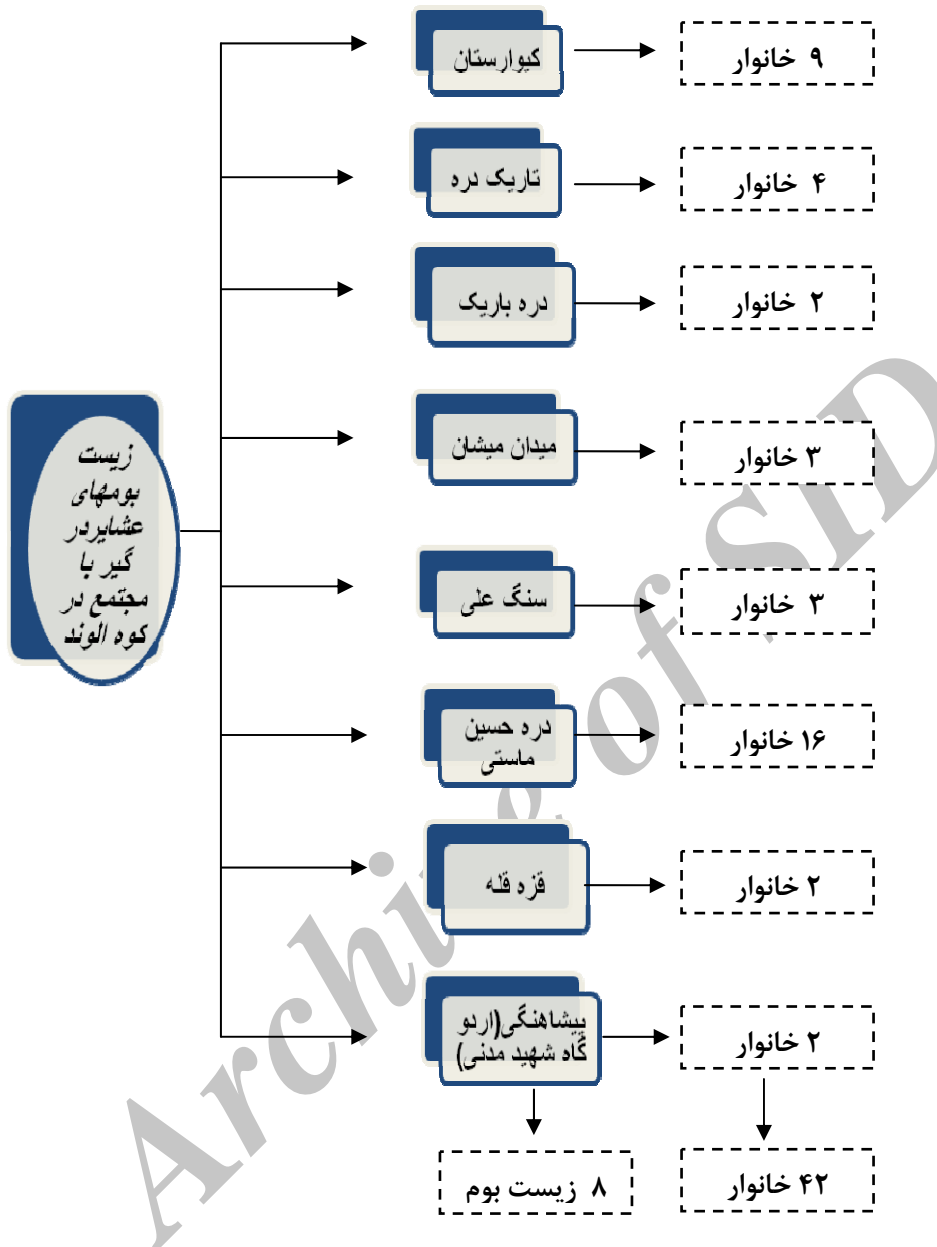 کیوارستان
۹ خانوار
تاریک دره
۴ خانوار
دره باریک
۲ خانوار
میدان میشان
۳ خانوار
زیست
بومهای
عشایردر
گیر با
مجتمع در
کوه الوند
سنگ علی
۳ خانوار
دره حسین
ماستی
۱۶ خانوار
قزه قله
۲ خانوار
پیشاهنگی(اردو
گاه شهید مدنی)
۲ خانوار
۸ زیست بوم
۴۲ خانوار
Archive of SID